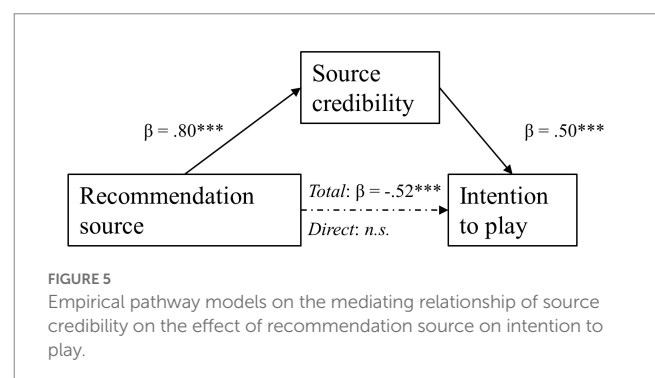 Source
credibility
β = .80***
β = .50***
Recommendation
source
Total: β = -.52***
Direct: n.s.
Intention
to play
FIGURE 5
Empirical pathway models on the mediating relationship of source
credibility on the effect of recommendation source on intention to
play.